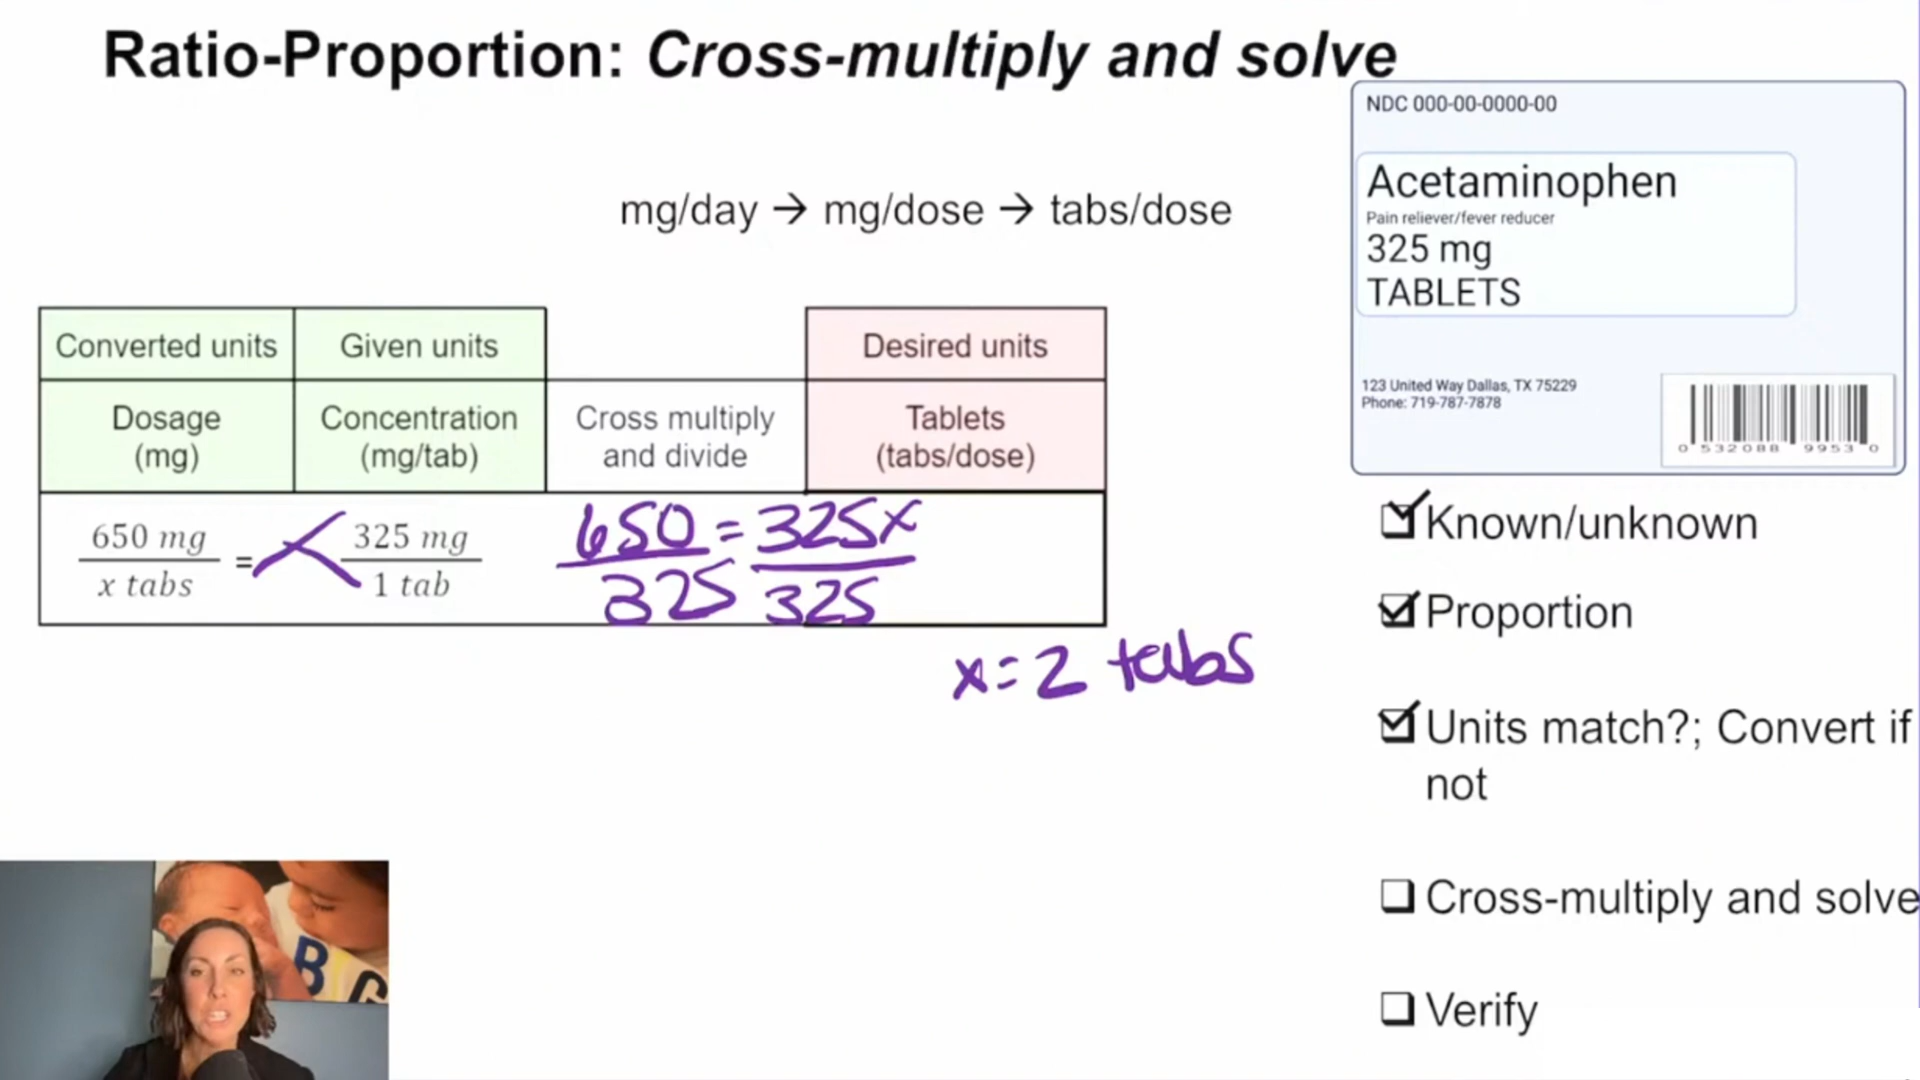 Ratio-Proportion: Cross-multiply and solve
mg/day → mg/dose → tabs/dose
NDC 000-00-0000-00
Acetaminophen
Pain reliever/fever reducer
325 mg
TABLETS
123 United Way Dallas, TX 75229
Phone: 719-787-7878
0 532088 9953 0
Converted units
Given units
Desired units
Dosage
(mg)
Concentration
(mg/tab)
Cross multiply
and divide
Tablets
(tabs/dose)
650 mg
x tabs
=
325 mg
1 tab
650 = 325x
325 325
x = 2 tabs
Known/unknown
Proportion
Units match?; Convert if
not
Cross-multiply and solve
Verify
B